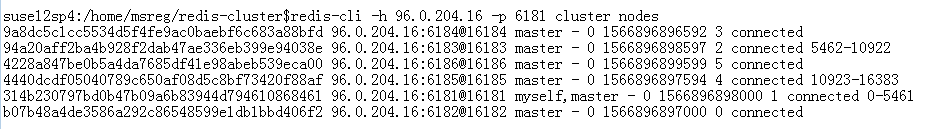 suse12sp4:/home/msreg/redis-cluster$redis-cli -h 96.0.204.16 -p 6181 cluster nodes
9a8dc5c1cc5534d5f4fe9ac0baebf6c683a88bfd 96.0.204.16:6184@16184 master - 0 1566896896592 3 connected
94a20aff2ba4b928f2dab47ae336eb399e94038e 96.0.204.16:6183@16183 master - 0 1566896898597 2 connected 5462-10922
4228a847be0b5a4da7685df41e98abeb539eca00 96.0.204.16:6186@16186 master - 0 1566896899599 5 connected
4440dcdf05040789c650af08d5c8bf73420f88af 96.0.204.16:6185@16185 master - 0 1566896897594 4 connected 10923-16383
314b230797bd0b47b09a6b83944d794610868461 96.0.204.16:6181@16181 myself,master - 0 1566896898000 1 connected 0-5461
b07b48a4de3586a292c86548599e1db1bbd406f2 96.0.204.16:6182@16182 master - 0 1566896897000 0 connected